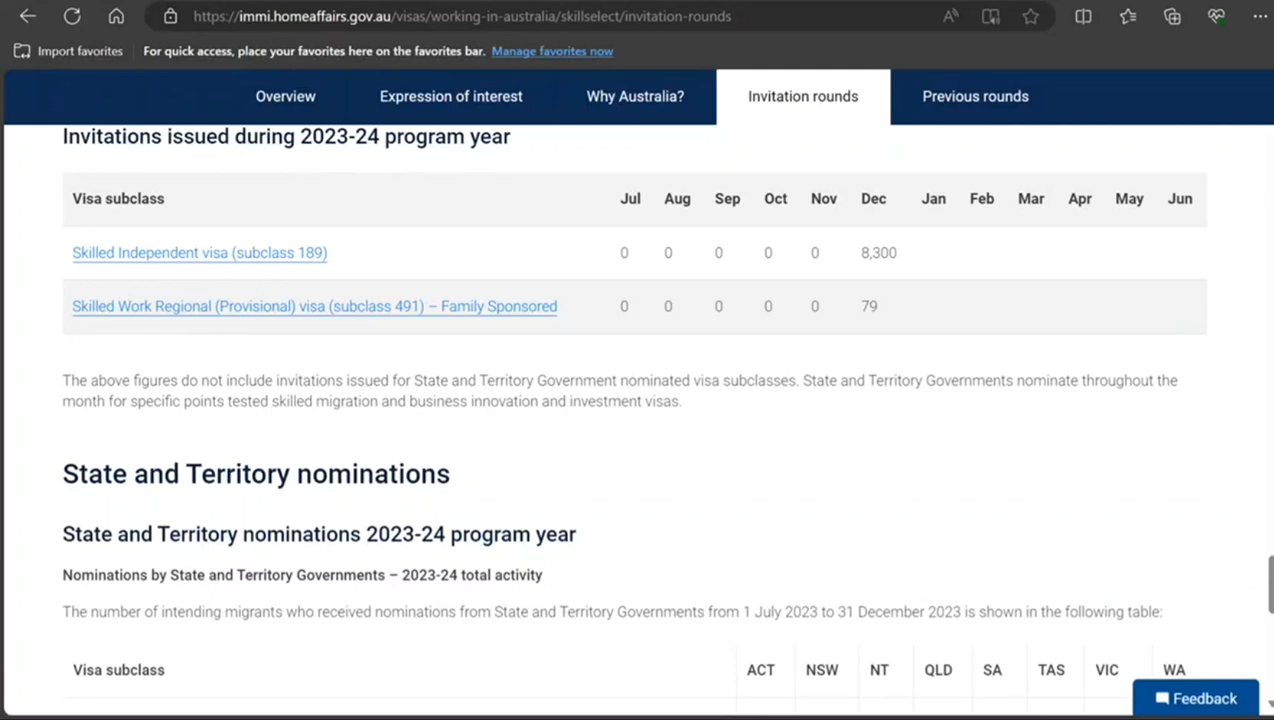 https://immi.homeaffairs.gov.au/visas/working-in-australia/skillselect/invitation-rounds
Import favorites For quick access, place your favorites here on the favorites bar. Manage favorites now
Overview Expression of interest Why Australia? Invitation rounds Previous rounds
Invitations issued during 2023-24 program year
Visa subclass Jul Aug Sep Oct Nov Dec Jan Feb Mar Apr May Jun
Skilled Independent visa (subclass 189) 0 0 0 0 0 8,300
Skilled Work Regional (Provisional) visa (subclass 491) – Family Sponsored 0 0 0 0 0 79
The above figures do not include invitations issued for State and Territory Government nominated visa subclasses. State and Territory Governments nominate throughout the
month for specific points tested skilled migration and business innovation and investment visas.
State and Territory nominations
State and Territory nominations 2023-24 program year
Nominations by State and Territory Governments – 2023-24 total activity
The number of intending migrants who received nominations from State and Territory Governments from 1 July 2023 to 31 December 2023 is shown in the following table:
Visa subclass ACT NSW NT QLD SA TAS VIC WA
Feedback